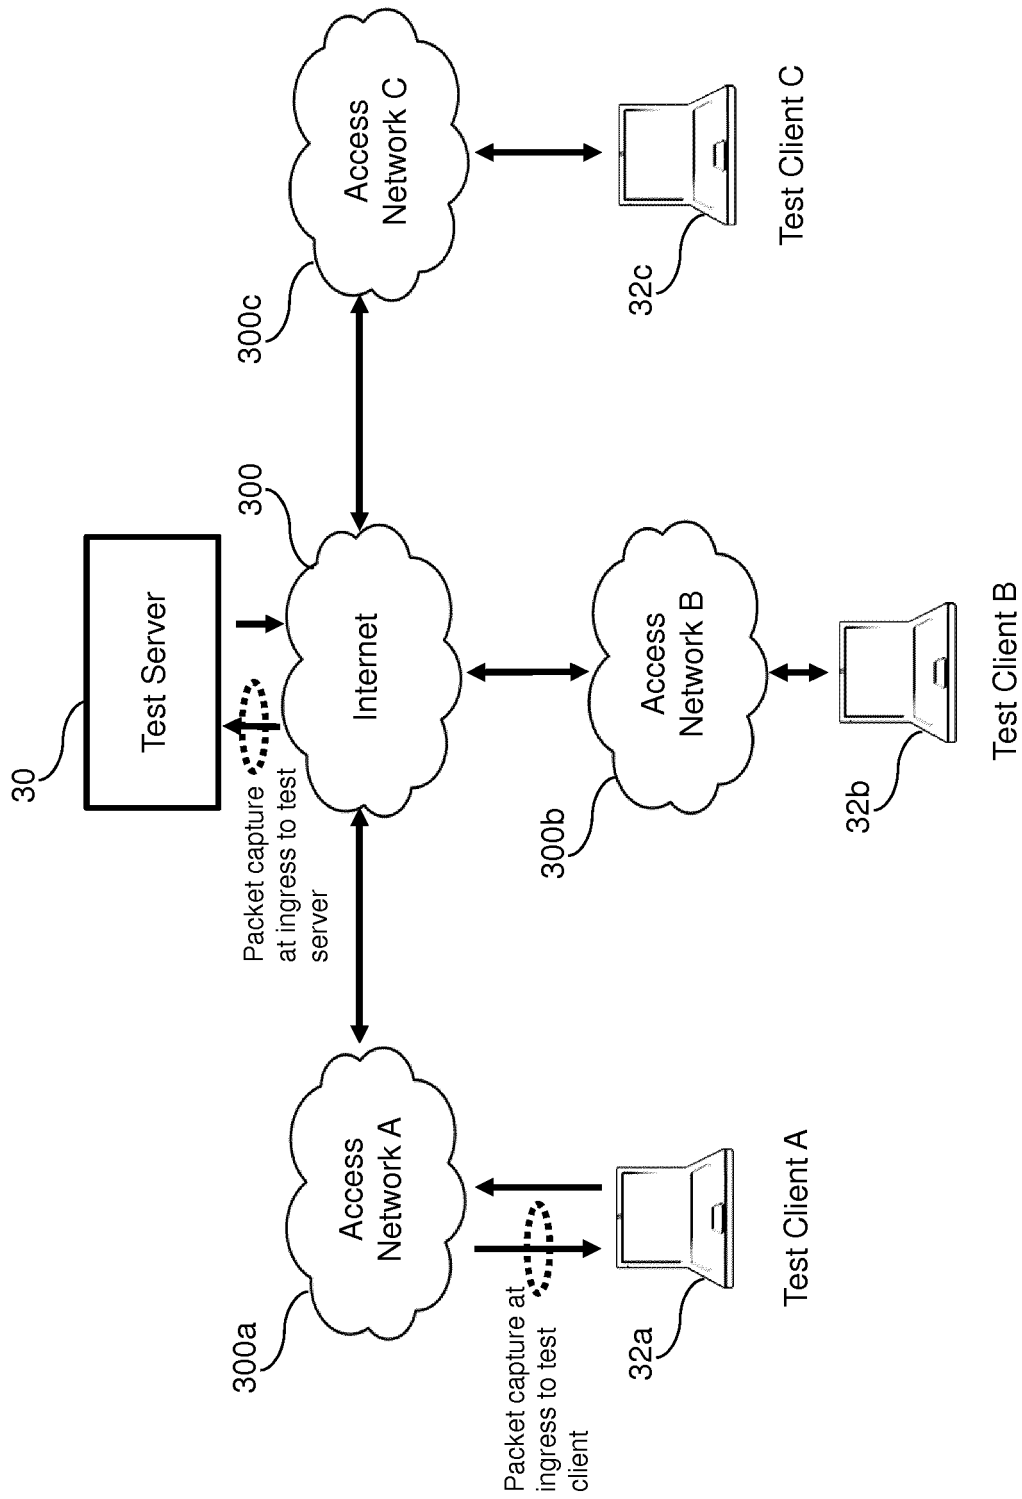 30
Test Server
Packet capture
at ingress to test
server
300
Internet
300a
Access
Network A
300b
Access
Network B
300c
Access
Network C
Packet capture at
ingress to test
client
32a
Test Client A
32b
Test Client B
32c
Test Client C